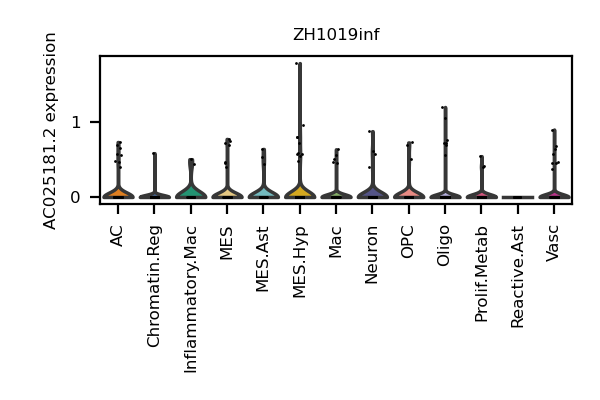 ZH1019inf
AC025181.2 expression
1
0
AC
Chromatin.Reg
Inflammatory.Mac
MES
MES.Ast
MES.Hyp
Mac
Neuron
OPC
Oligo
Prolif.Metab
Reactive.Ast
Vasc